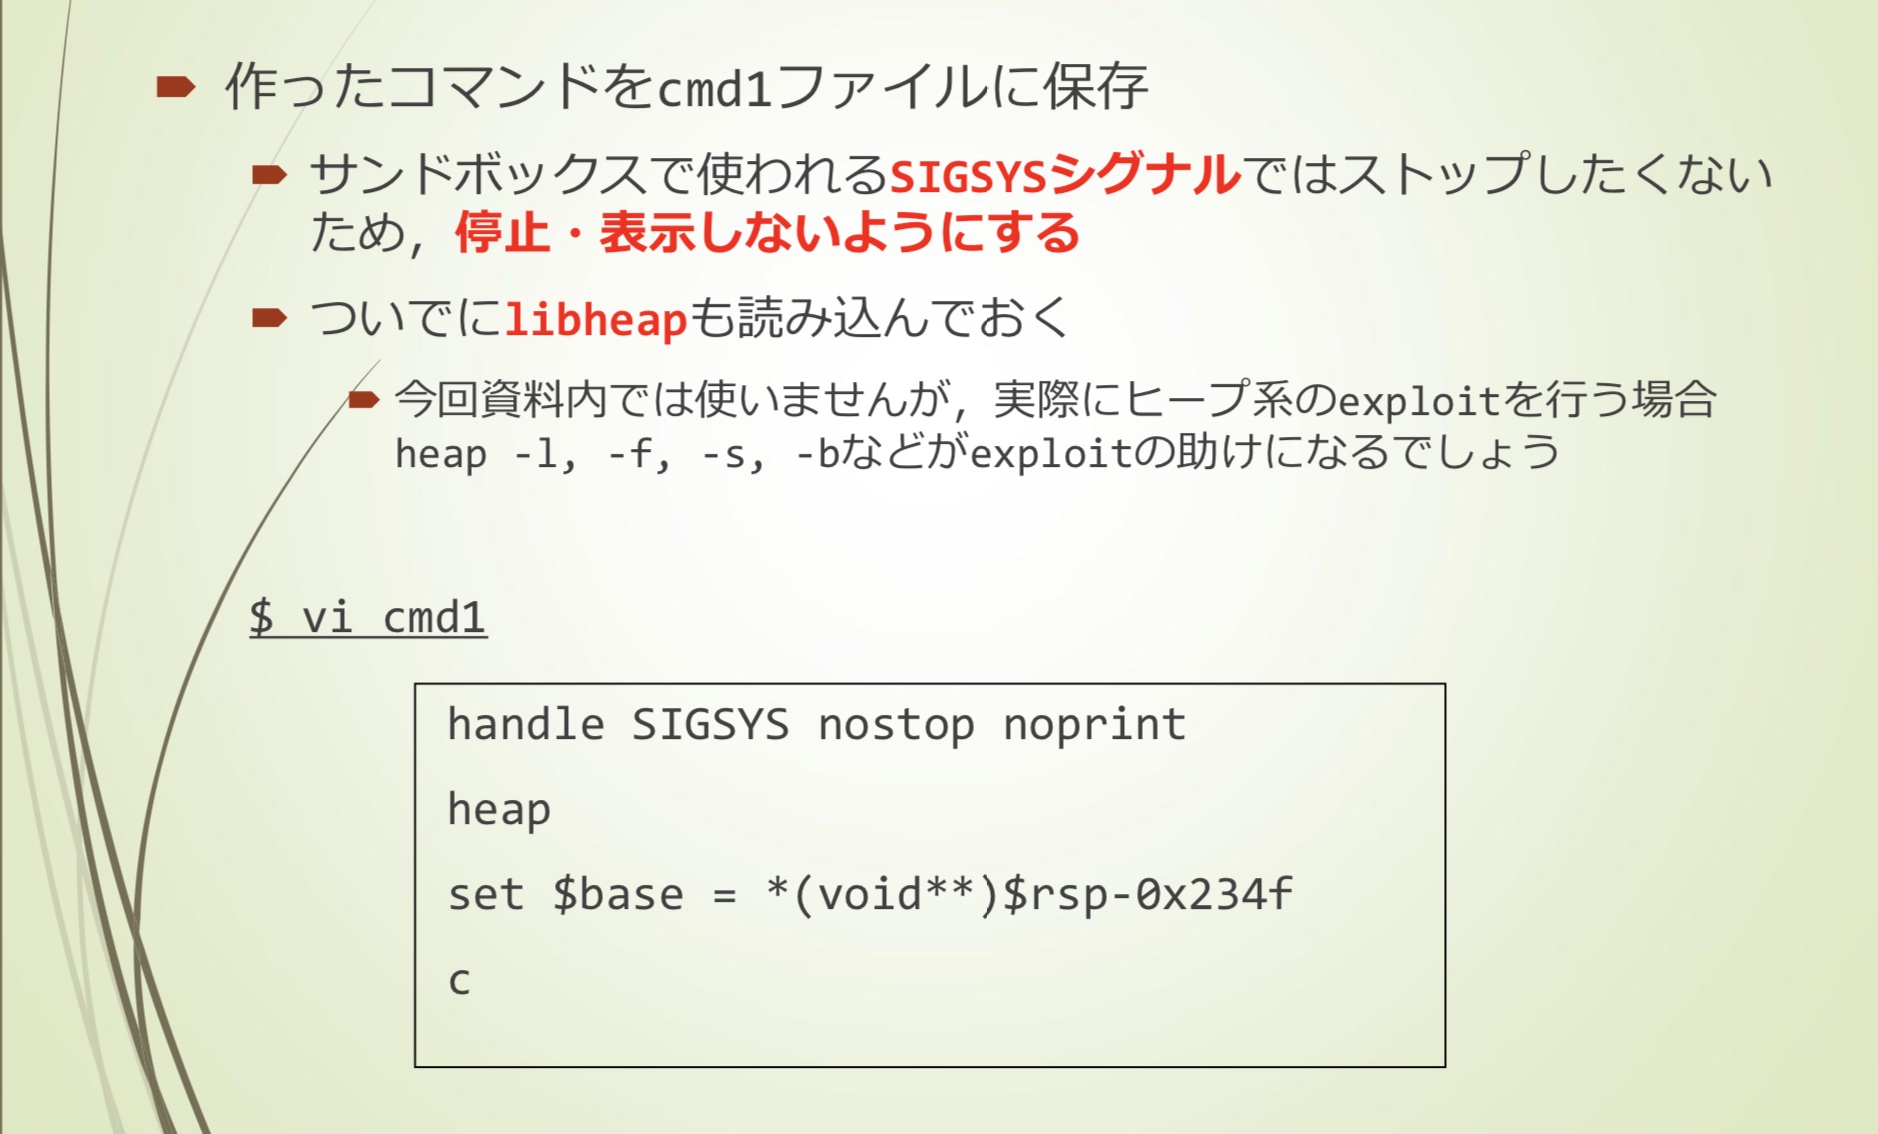 作ったコマンドをcmd1ファイルに保存
サンドボックスで使われるSIGSYSシグナルではストップしたくない
ため，停止・表示しないようにする
ついでにlibheapも読み込んでおく
今回資料内では使いませんが，実際にヒープ系のexploitを行う場合
heap -l, -f, -s, -bなどがexploitの助けになるでしょう
$ vi cmd1
handle SIGSYS nostop noprint
heap
set $base = *(void**)$rsp-0x234f
c